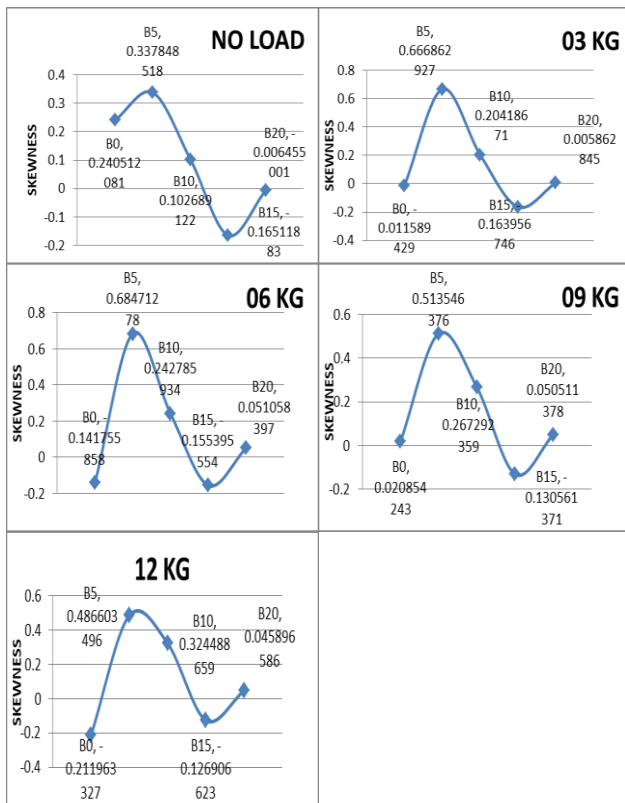 NO LOAD
B5,
0.337848
518
0.4
0.3
0.2
0.1
0
-0.1
-0.2
SKEWNESS
B0,
0.240512
081
B10,
0.102689
122
B20, -
0.006455
001
B15, -
0.165118
83
03 KG
B5,
0.666862
927
0.8
0.6
0.4
0.2
0
-0.2
-0.4
SKEWNESS
B0, -
0.011589
429
B10,
0.204186
71
B15, -
0.163956
746
B20,
0.005862
845
06 KG
B5,
0.684712
78
0.8
0.6
0.4
0.2
0
-0.2
SKEWNESS
B0, -
0.141755
858
B10,
0.242785
934
B15, -
0.155395
554
B20,
0.051058
397
09 KG
B5,
0.513546
376
0.6
0.4
0.2
0
-0.2
SKEWNESS
B0,
0.020854
243
B10,
0.267292
359
B20,
0.050511
378
B15, -
0.130561
371
12 KG
B5,
0.486603
496
0.6
0.4
0.2
0
-0.2
-0.4
SKEWNESS
B0, -
0.211963
327
B10,
0.324488
659
B15, -
0.126906
623
B20,
0.045896
586